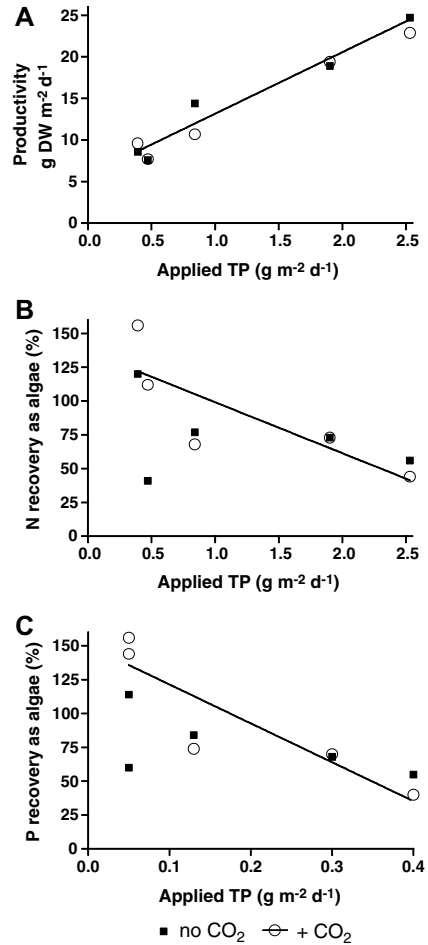 A
Productivity
g DW m⁻² d⁻¹
25
20
15
10
5
0
0.0 0.5 1.0 1.5 2.0 2.5
Applied TP (g m⁻² d⁻¹)
B
N recovery as algae (%)
150
125
100
75
50
25
0
0.0 0.5 1.0 1.5 2.0 2.5
Applied TP (g m⁻² d⁻¹)
C
P recovery as algae (%)
150
125
100
75
50
25
0
0.0 0.1 0.2 0.3 0.4
Applied TP (g m⁻² d⁻¹)
no CO₂ + CO₂